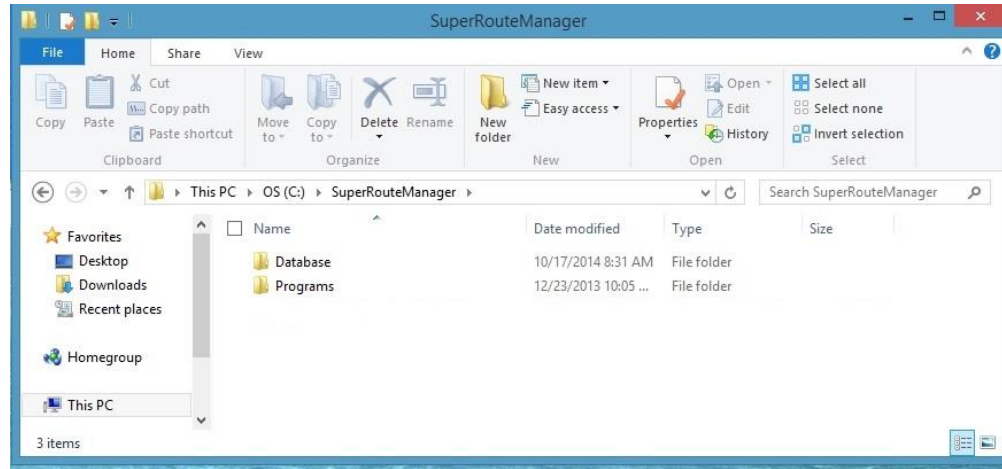 SuperRouteManager
File Home Share View
Copy Paste Cut Copy path Paste shortcut
Clipboard
Move to Copy to Delete Rename
Organize
New folder New item Easy access
New
Properties Open Edit History
Open
Select all Select none Invert selection
Select
This PC OS (C:) SuperRouteManager
Search SuperRouteManager
Favorites
Desktop
Downloads
Recent places
Homegroup
This PC
Name Date modified Type Size
Database 10/17/2014 8:31 AM File folder
Programs 12/23/2013 10:05 ... File folder
3 items